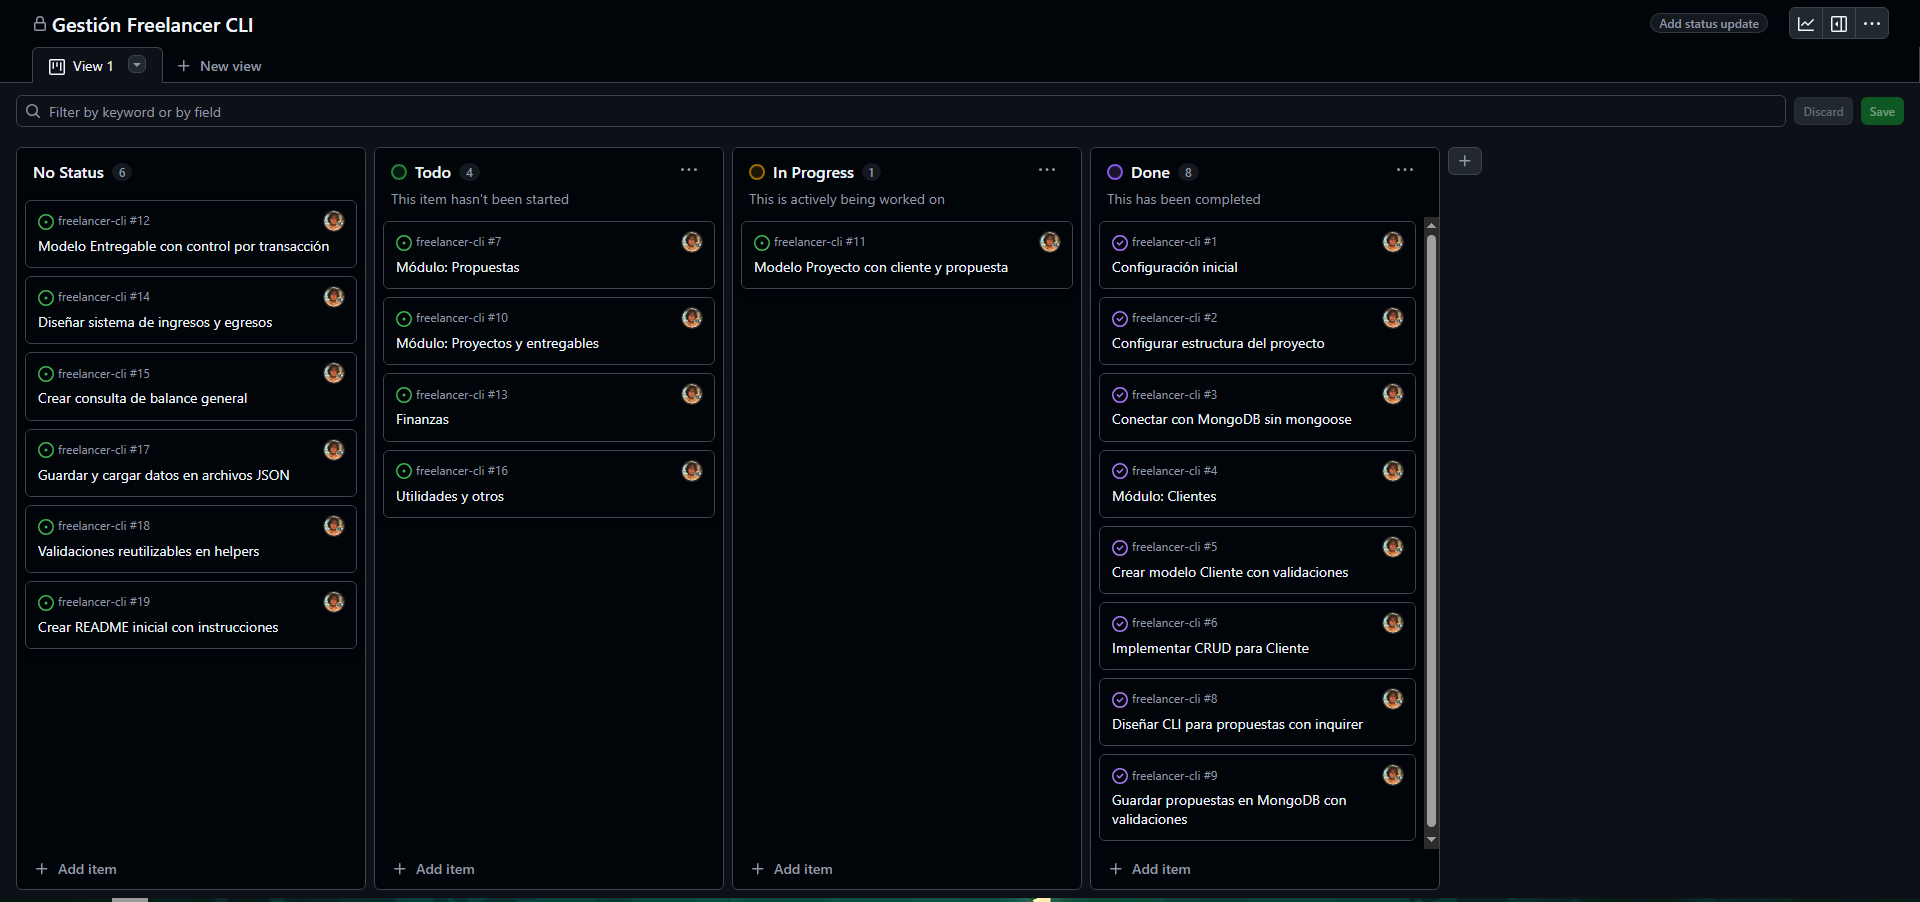 Gestión Freelancer CLI
Add status update
View 1
New view
Filter by keyword or by field
Discard
Save
No Status 6
freelancer-cli #12
Modelo Entregable con control por transacción
freelancer-cli #14
Diseñar sistema de ingresos y egresos
freelancer-cli #15
Crear consulta de balance general
freelancer-cli #17
Guardar y cargar datos en archivos JSON
freelancer-cli #18
Validaciones reutilizables en helpers
freelancer-cli #19
Crear README inicial con instrucciones
Add item
Todo 4
This item hasn't been started
freelancer-cli #7
Módulo: Propuestas
freelancer-cli #10
Módulo: Proyectos y entregables
freelancer-cli #13
Finanzas
freelancer-cli #16
Utilidades y otros
Add item
In Progress 1
This is actively being worked on
freelancer-cli #11
Modelo Proyecto con cliente y propuesta
Add item
Done 8
This has been completed
freelancer-cli #1
Configuración inicial
freelancer-cli #2
Configurar estructura del proyecto
freelancer-cli #3
Conectar con MongoDB sin mongoose
freelancer-cli #4
Módulo: Clientes
freelancer-cli #5
Crear modelo Cliente con validaciones
freelancer-cli #6
Implementar CRUD para Cliente
freelancer-cli #8
Diseñar CLI para propuestas con inquirer
freelancer-cli #9
Guardar propuestas en MongoDB con
validaciones
Add item